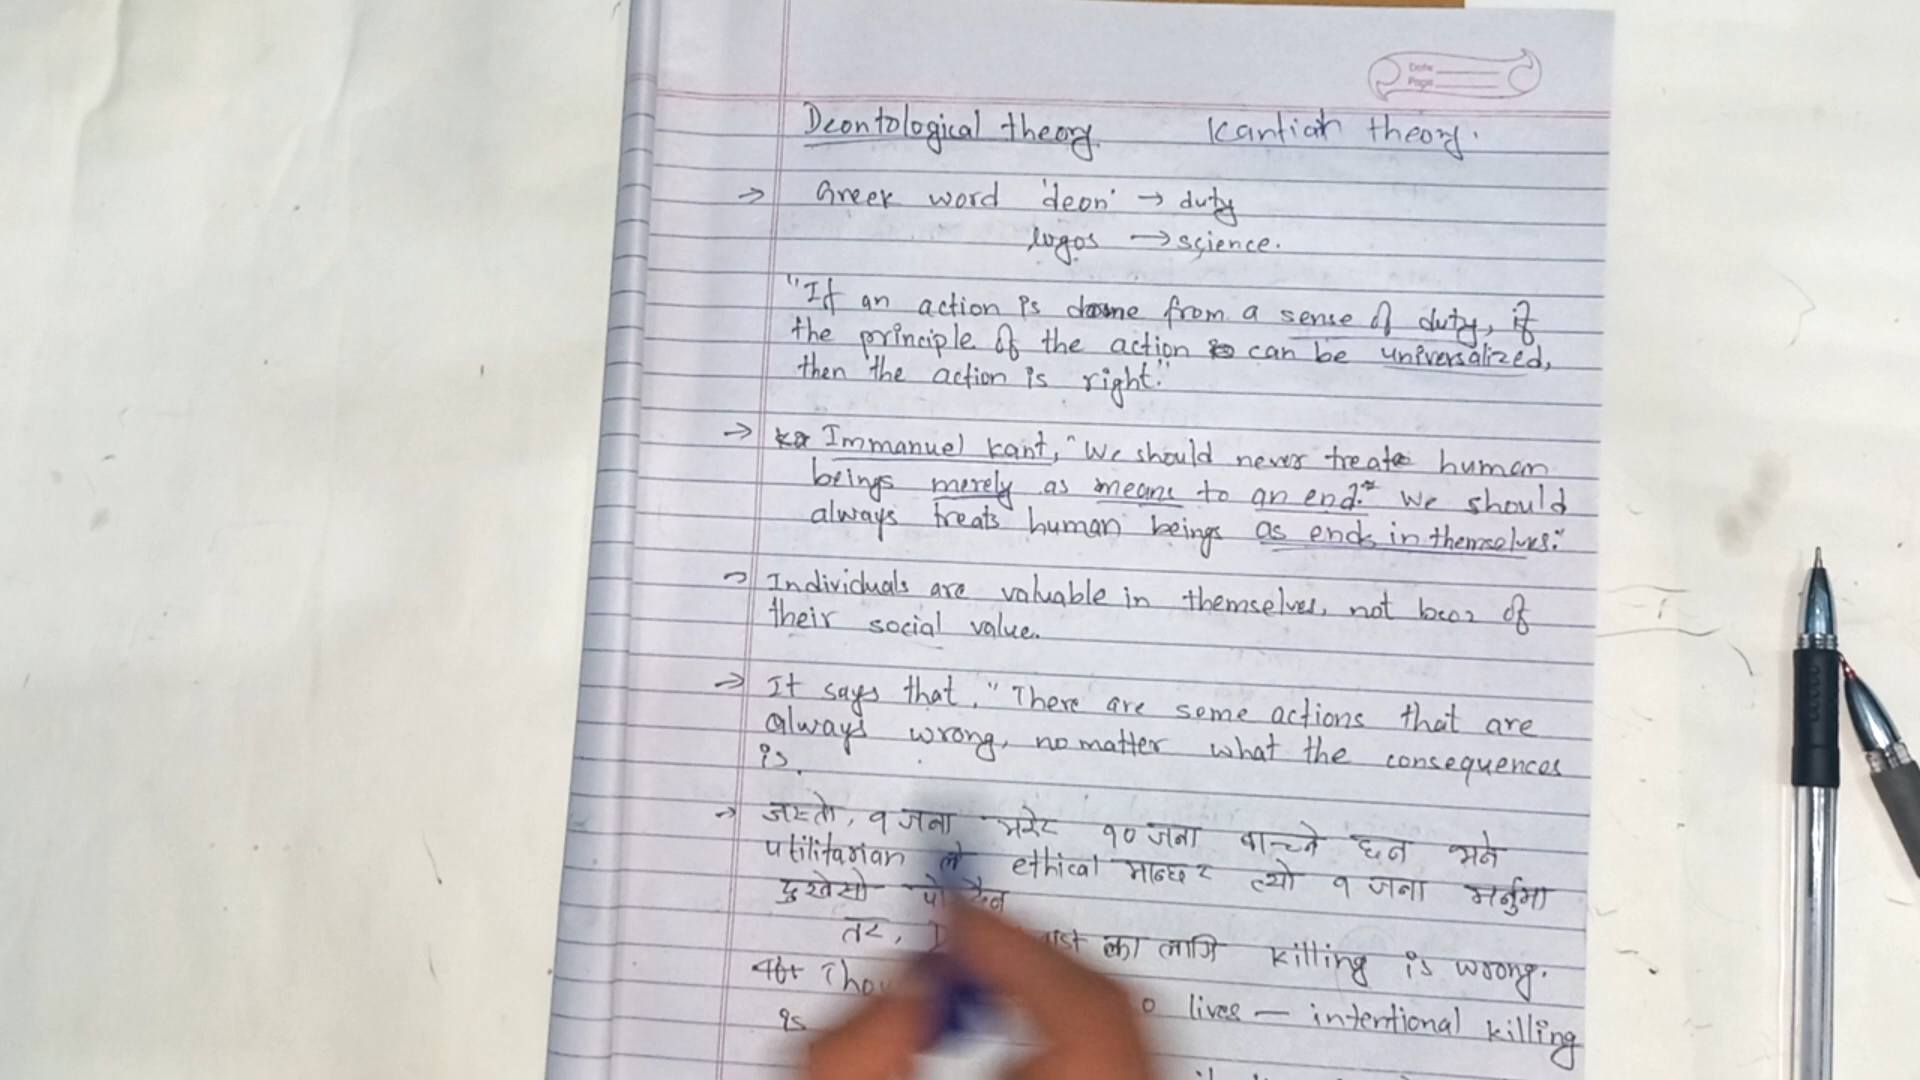 Date
Page
Deontological theory Kantian theory.
→ Greek word 'deon' → duty
logos → science.
"If an action is done from a sense of duty, if
the principle of the action can be universalized,
then the action is right."
→ Immanuel Kant, "We should never treat human
beings merely as means to an end." We should
always treats human beings as ends in themselves."
→ Individuals are valuable in themselves, not becoz of
their social value.
→ It says that, "There are some actions that are
always wrong, no matter what the consequences
is.
→ जस्तो, १ जना मरेर १० जना बाच्ने छन भने
utilitarian ले ethical मान्छ र त्यो १ जना मर्नुमा
तर, का लागि killing is wrong.
lives — intentional killing
is